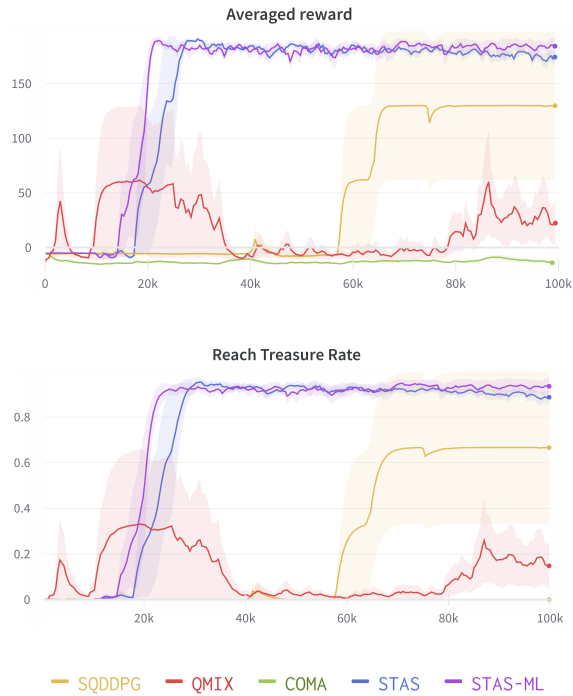 Averaged reward
150
100
50
0
0 20k 40k 60k 80k 100k
Reach Treasure Rate
0.8
0.6
0.4
0.2
0
20k 40k 60k 80k 100k
SQDDPG QMIX COMA STAS STAS-ML